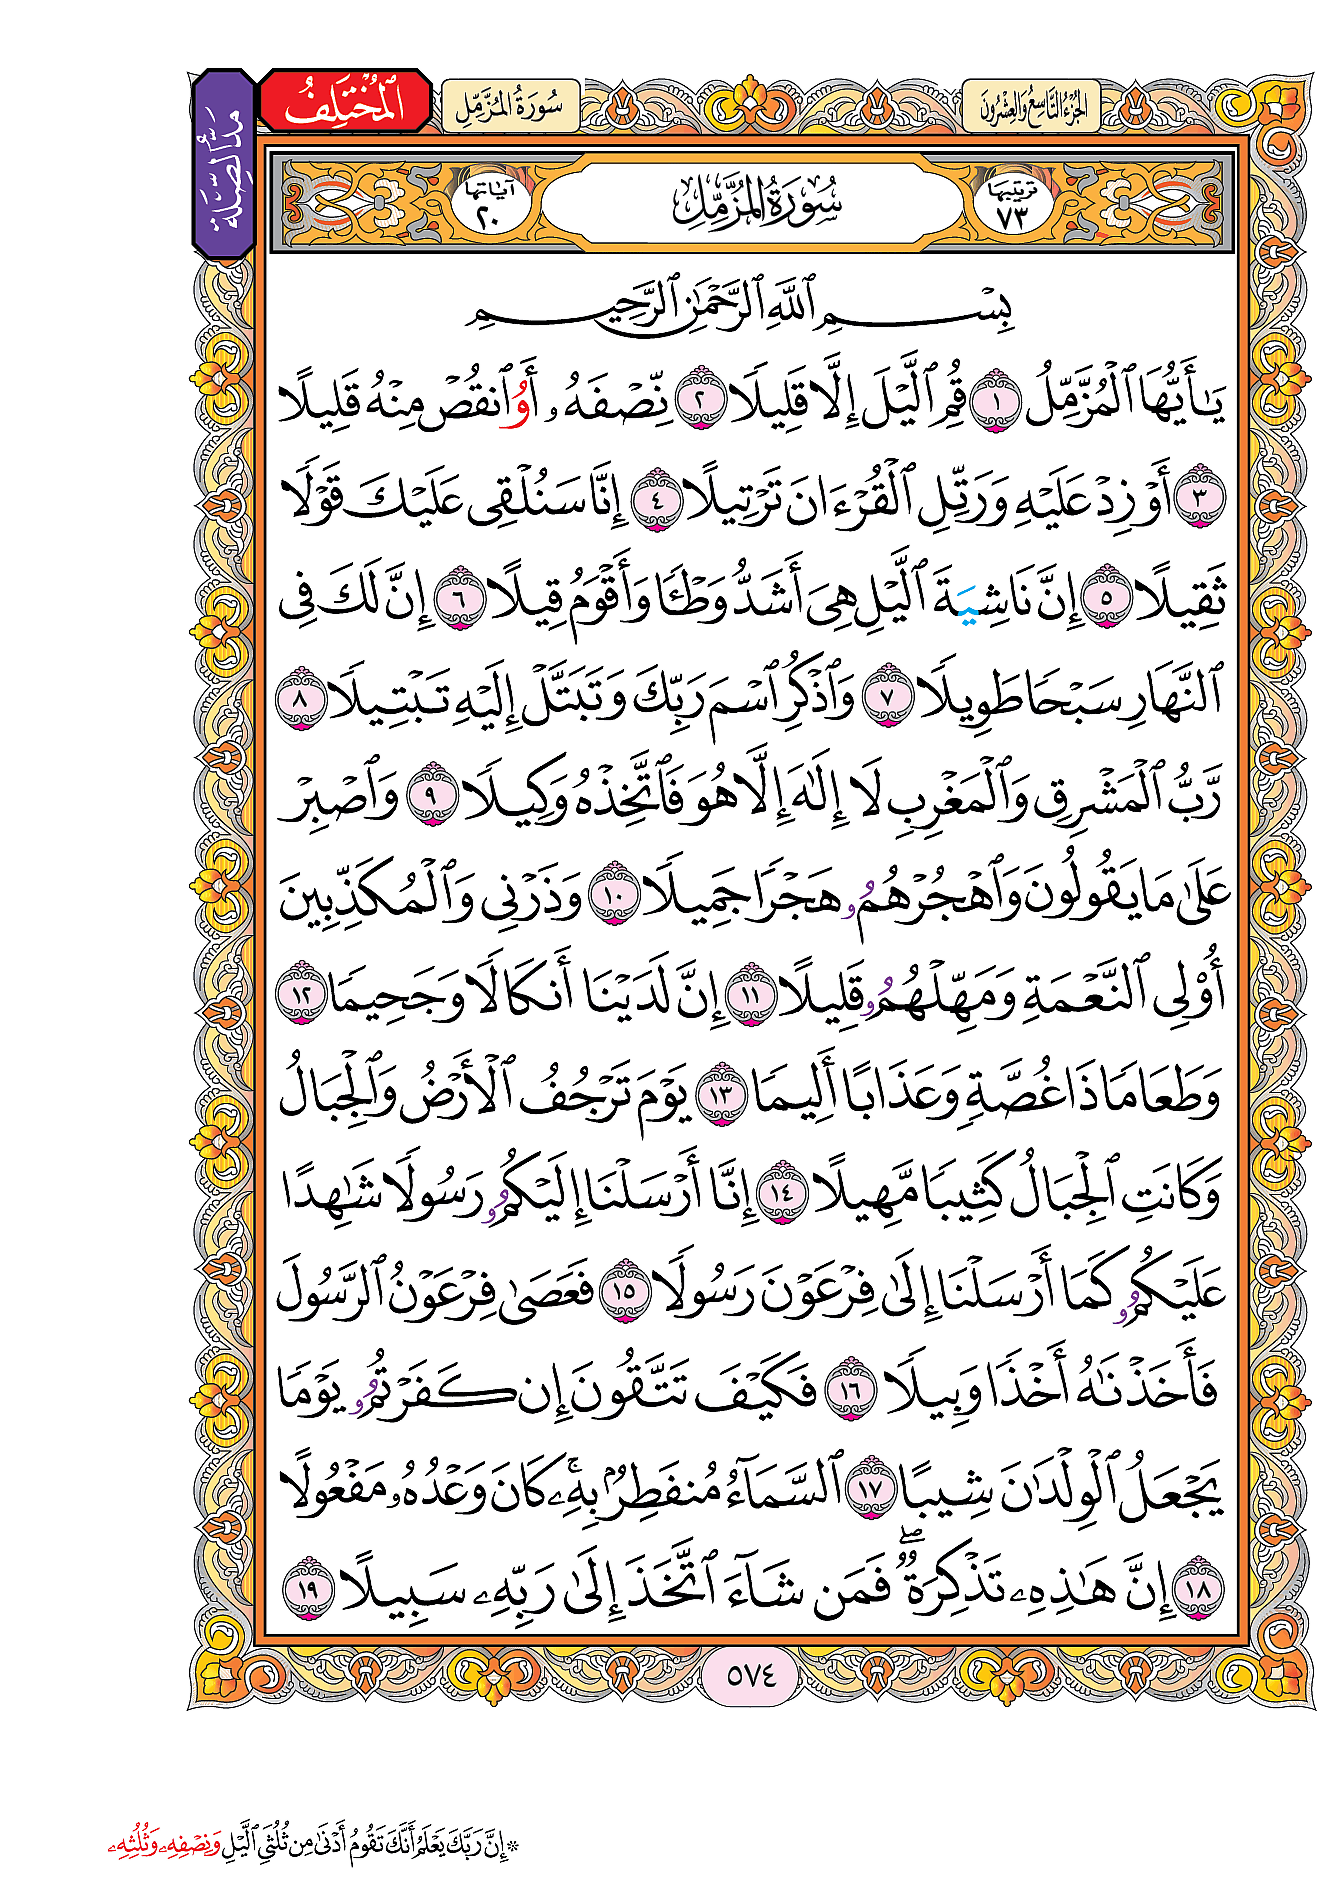 الجُزْءُ التَّاسِعُ وَالعِشْرُونَ
سُورَةُ المُزَّمِّلِ
المُخْتَلِفُ
مَدُّ الصِّلَة
ترتيبها ٧٣
سُورَةُ المُزَّمِّلِ
آياتها ٢٠
بِسْمِ ٱللَّهِ ٱلرَّحْمَٰنِ ٱلرَّحِيمِ
يَـٰٓأَيُّهَا ٱلْمُزَّمِّلُ ١ قُمِ ٱلَّيْلَ إِلَّا قَلِيلًا ٢ نِّصْفَهُۥ أَوُ ٱنقُصْ مِنْهُ قَلِيلًا
٣ أَوْ زِدْ عَلَيْهِ وَرَتِّلِ ٱلْقُرْءَانَ تَرْتِيلًا ٤ إِنَّا سَنُلْقِى عَلَيْكَ قَوْلًا
ثَقِيلًا ٥ إِنَّ نَاشِيَةَ ٱلَّيْلِ هِىَ أَشَدُّ وَطْـًٔا وَأَقْوَمُ قِيلًا ٦ إِنَّ لَكَ فِى
ٱلنَّهَارِ سَبْحًا طَوِيلًا ٧ وَٱذْكُرِ ٱسْمَ رَبِّكَ وَتَبَتَّلْ إِلَيْهِ تَبْتِيلًا ٨
رَّبُّ ٱلْمَشْرِقِ وَٱلْمَغْرِبِ لَا إِلَـٰهَ إِلَّا هُوَ فَٱتَّخِذْهُ وَكِيلًا ٩ وَٱصْبِرْ
عَلَىٰ مَا يَقُولُونَ وَٱهْجُرْهُمُۥ هَجْرًا جَمِيلًا ١٠ وَذَرْنِى وَٱلْمُكَذِّبِينَ
أُوْلِى ٱلنَّعْمَةِ وَمَهِّلْهُمُۥ قَلِيلًا ١١ إِنَّ لَدَيْنَا أَنكَالًا وَجَحِيمًا ١٢
وَطَعَامًا ذَا غُصَّةٍ وَعَذَابًا أَلِيمًا ١٣ يَوْمَ تَرْجُفُ ٱلْأَرْضُ وَٱلْجِبَالُ
وَكَانَتِ ٱلْجِبَالُ كَثِيبًا مَّهِيلًا ١٤ إِنَّا أَرْسَلْنَا إِلَيْكُمُۥ رَسُولًا شَـٰهِدًا
عَلَيْكُمُۥ كَمَا أَرْسَلْنَا إِلَىٰ فِرْعَوْنَ رَسُولًا ١٥ فَعَصَىٰ فِرْعَوْنُ ٱلرَّسُولَ
فَأَخَذْنَـٰهُ أَخْذًا وَبِيلًا ١٦ فَكَيْفَ تَتَّقُونَ إِن كَفَرْتُمُۥ يَوْمًا
يَجْعَلُ ٱلْوِلْدَٰنَ شِيبًا ١٧ ٱلسَّمَآءُ مُنفَطِرٌۢ بِهِۦ كَانَ وَعْدُهُۥ مَفْعُولًا
١٨ إِنَّ هَـٰذِهِۦ تَذْكِرَةٌ ۖ فَمَن شَآءَ ٱتَّخَذَ إِلَىٰ رَبِّهِۦ سَبِيلًا ١٩
٥٧٤
* إِنَّ رَبَّكَ يَعْلَمُ أَنَّكَ تَقُومُ أَدْنَىٰ مِن ثُلُثَىِ ٱلَّيْلِ وَنِصْفِهِۦ وَثُلُثِهِۦ